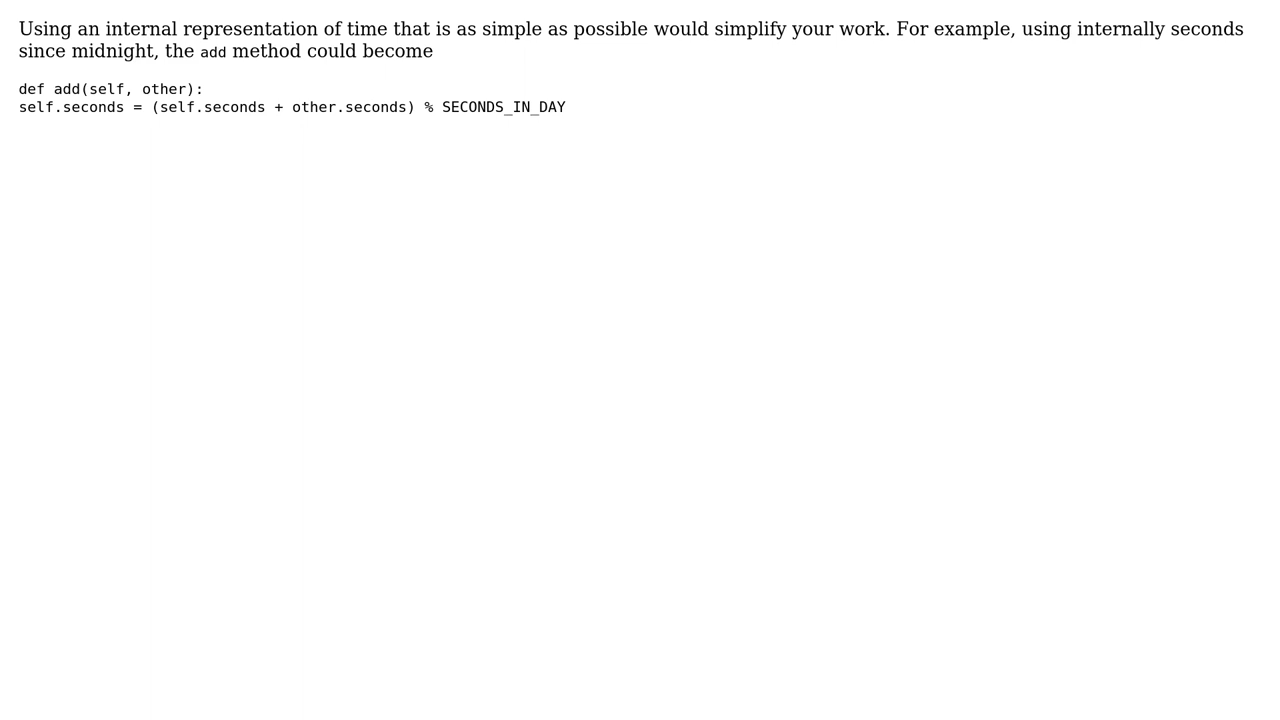 Using an internal representation of time that is as simple as possible would simplify your work. For example, using internally seconds
since midnight, the add method could become
def add(self, other):
self.seconds = (self.seconds + other.seconds) % SECONDS_IN_DAY